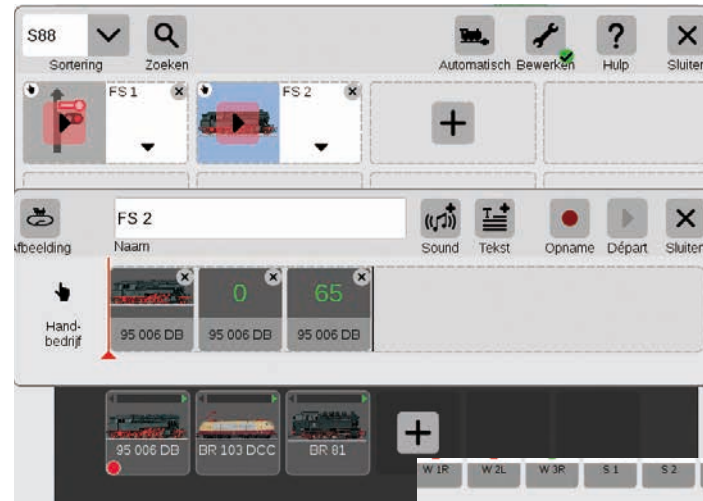 S88
Sortering Zoeken Automatisch Bewerken Hulp Sluiten
FS 1 FS 2
FS 2
Afbeelding Naam Sound Tekst Opname Départ Sluiten
0 65
Hand-
bedrijf
95 006 DB 95 006 DB 95 006 DB
95 006 DB BR 103 DCC BR 81
W 1R W 2L W 3R S 1 S 2